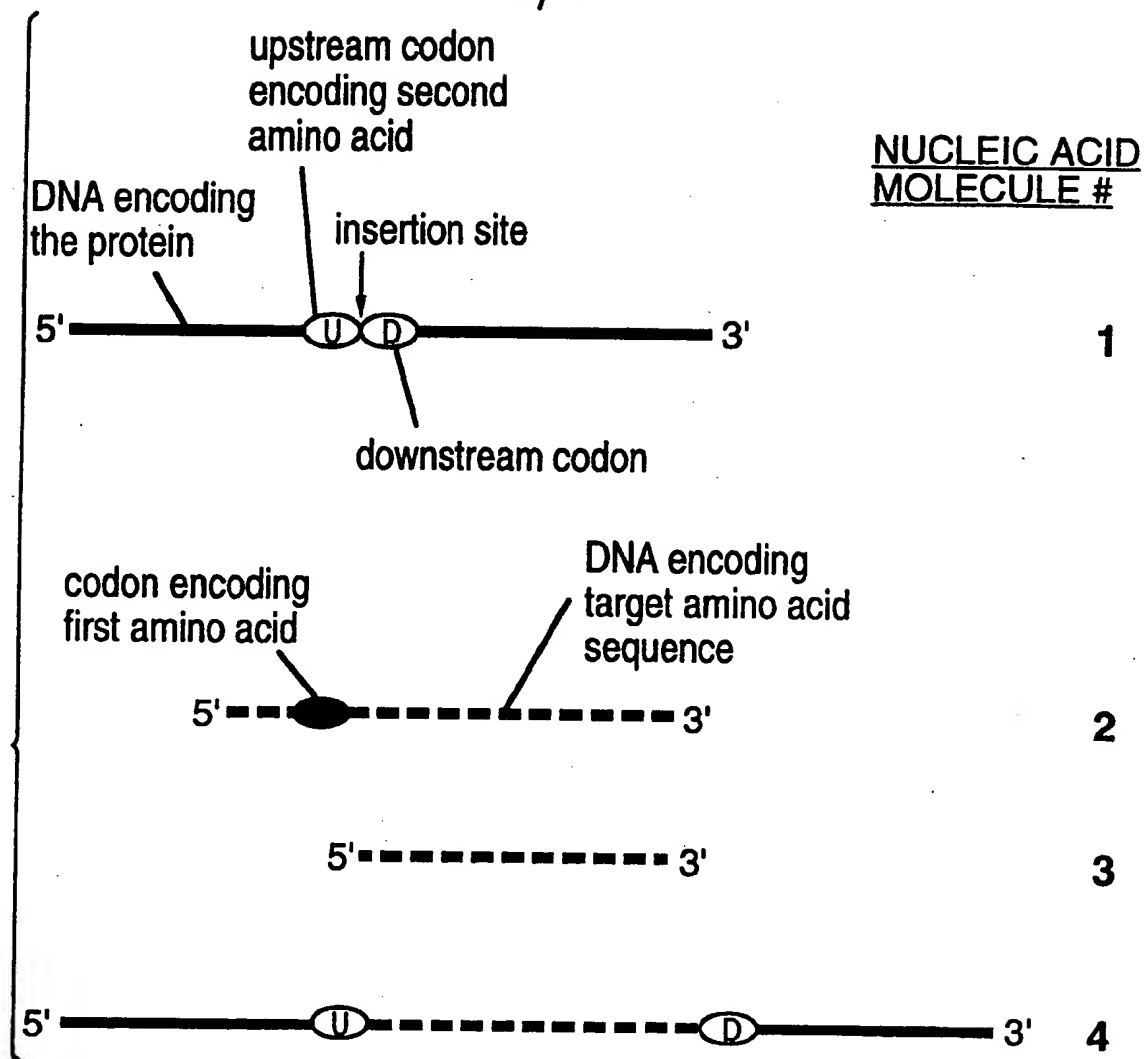 upstream codon
encoding second
amino acid
NUCLEIC ACID
MOLECULE #
DNA encoding
the protein
insertion site
5' U D 3' 1
downstream codon
DNA encoding
target amino acid
sequence
codon encoding
first amino acid
5' 3' 2
5' 3' 3
5' U D 3' 4